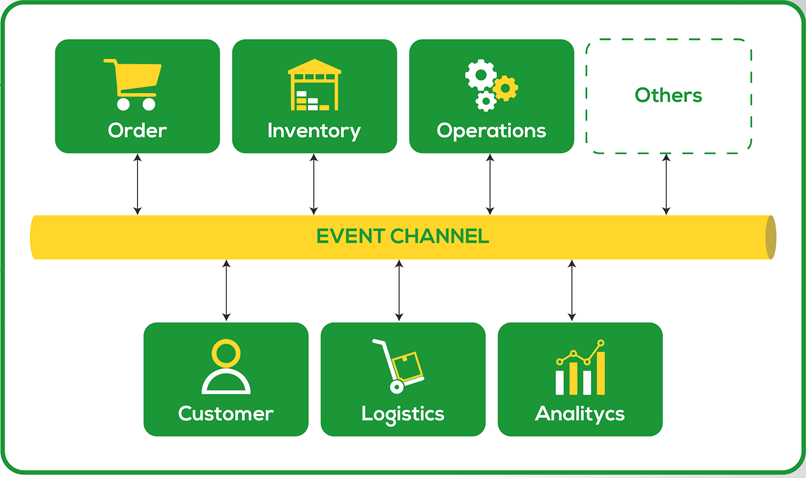 Order
Inventory
Operations
Others
EVENT CHANNEL
Customer
Logistics
Analitycs